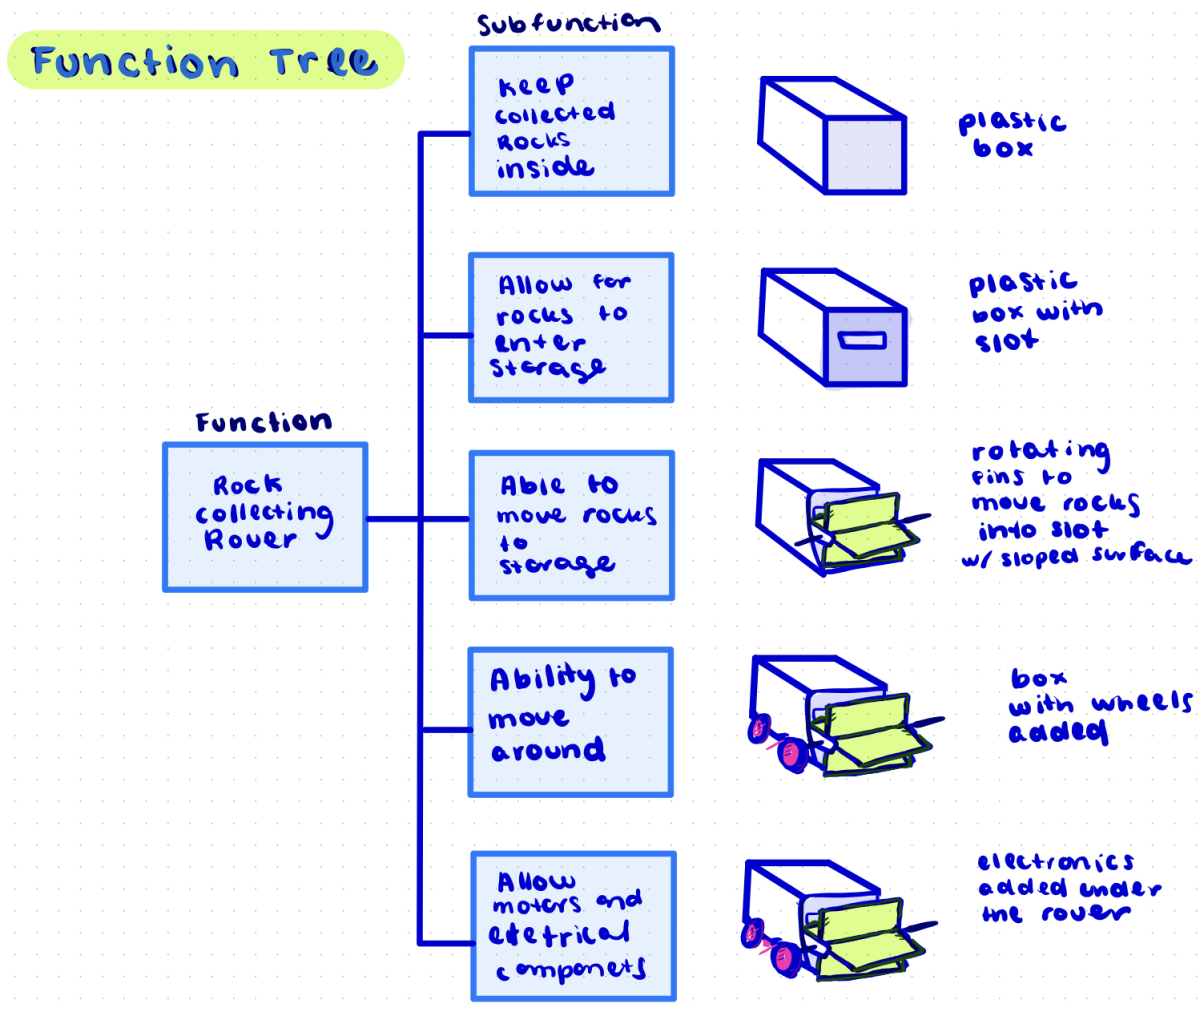 Function Tree
Subfunction
Keep
collected
Rocks
inside
plastic
box
Allow for
rocks to
enter
storage
plastic
box with
slot
Function
Rock
collecting
Rover
Able to
move rocks
to
storage
rotating
fins to
move rocks
into slot
w/ sloped surface
Ability to
move
around
box
with wheels
added
Allow
motors and
eletrical
componets
electronics
added under
the rover